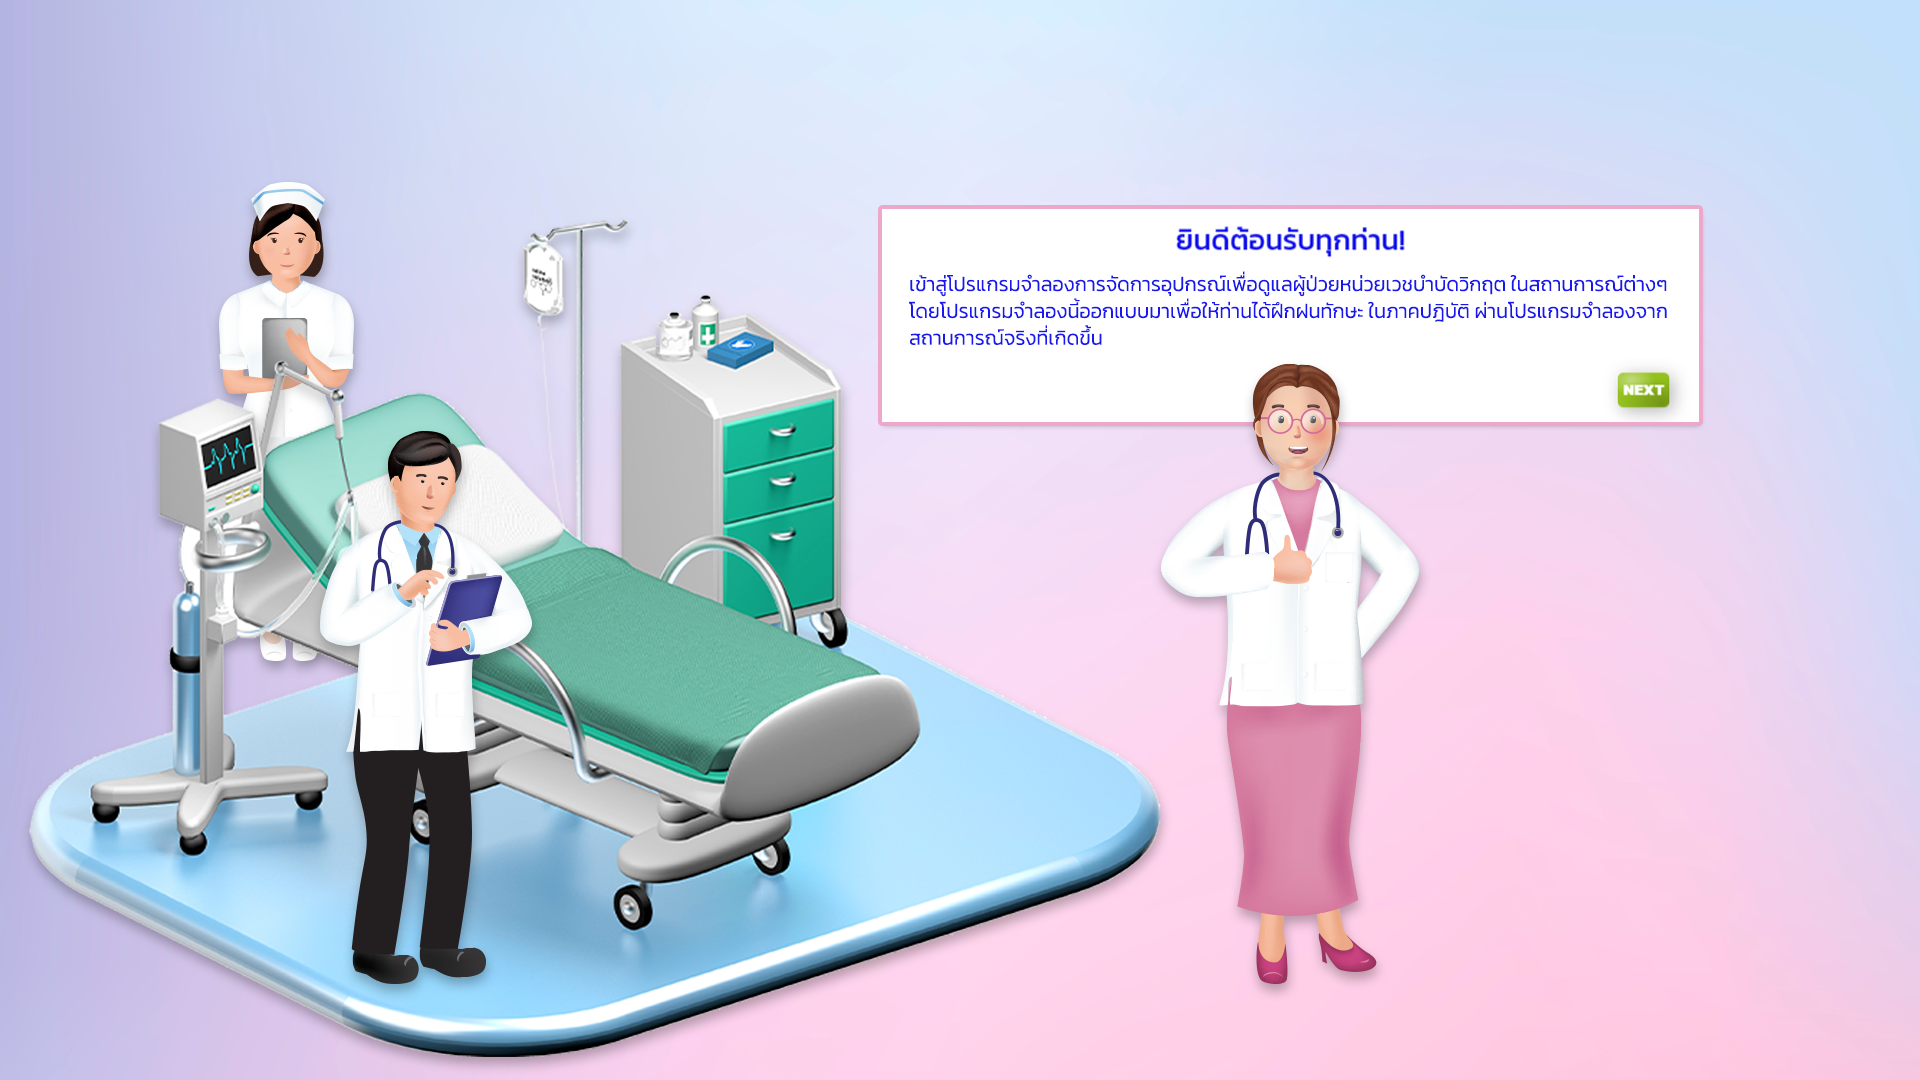 ยินดีต้อนรับทุกท่าน!
เข้าสู่โปรแกรมจำลองการจัดการอุปกรณ์เพื่อดูแลผู้ป่วยหน่วยเวชบำบัดวิกฤต ในสถานการณ์ต่างๆ
โดยโปรแกรมจำลองนี้ออกแบบมาเพื่อให้ท่านได้ฝึกฝนทักษะ ในภาคปฎิบัติ ผ่านโปรแกรมจำลองจาก
สถานการณ์จริงที่เกิดขึ้น
NEXT